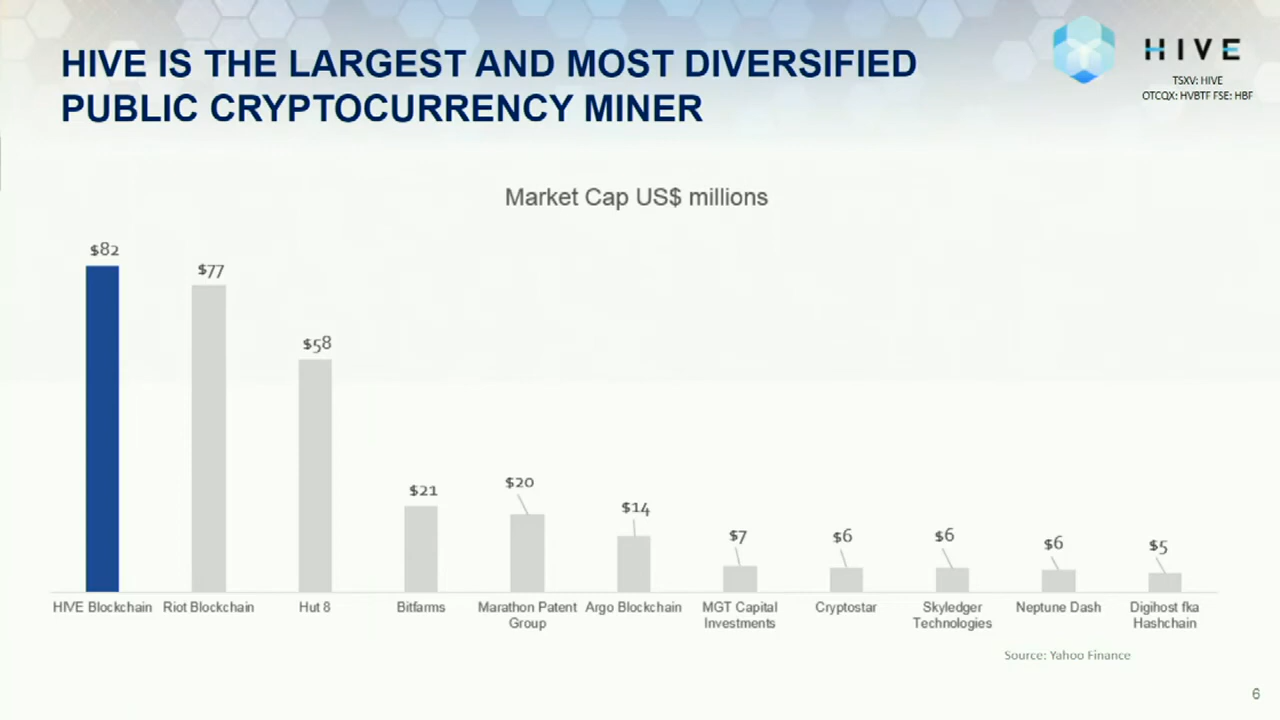 HIVE IS THE LARGEST AND MOST DIVERSIFIED
PUBLIC CRYPTOCURRENCY MINER
HIVE
TSXV: HIVE
OTCQX: HVBTF FSE: HBF
Market Cap US$ millions
$82
$77
$58
$21
$20
$14
$7
$6
$6
$6
$5
HIVE Blockchain
Riot Blockchain
Hut 8
Bitfarms
Marathon Patent
Group
Argo Blockchain
MGT Capital
Investments
Cryptostar
Skyledger
Technologies
Neptune Dash
Digihost fka
Hashchain
Source: Yahoo Finance
6